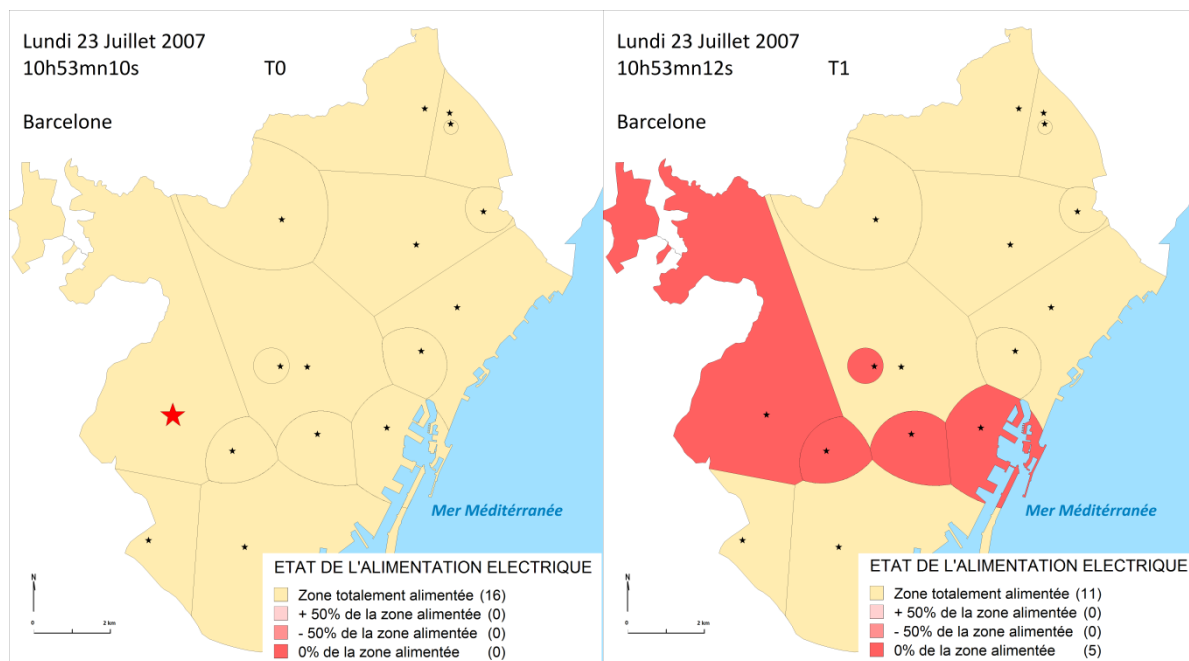 Lundi 23 Juillet 2007
10h53mn10s T0
Barcelone
Mer Méditérranée
N
2 km
ETAT DE L'ALIMENTATION ELECTRIQUE
Zone totalement alimentée (16)
+ 50% de la zone alimentée (0)
- 50% de la zone alimentée (0)
0% de la zone alimentée (0)
Lundi 23 Juillet 2007
10h53mn12s T1
Barcelone
Mer Méditérranée
N
2 km
ETAT DE L'ALIMENTATION ELECTRIQUE
Zone totalement alimentée (11)
+ 50% de la zone alimentée (0)
- 50% de la zone alimentée (0)
0% de la zone alimentée (5)